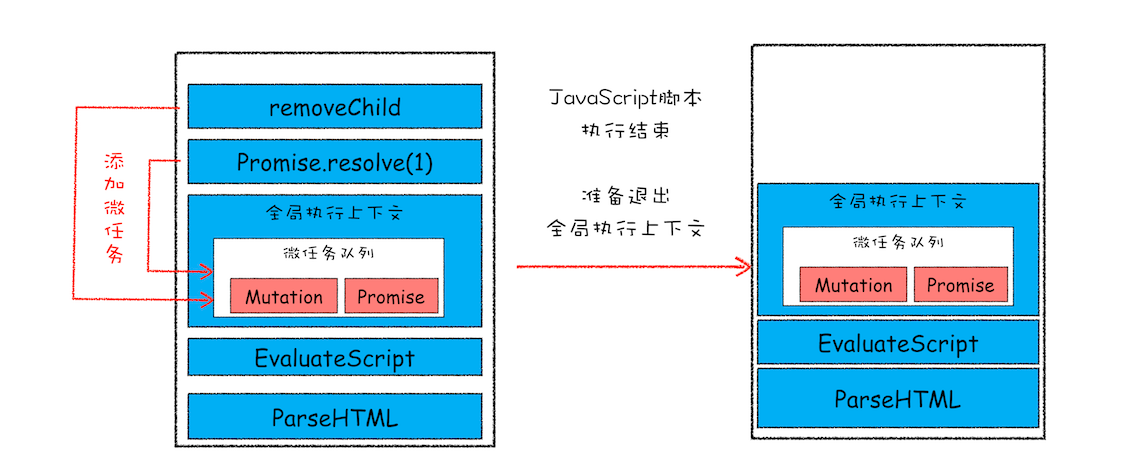 removeChild
Promise.resolve(1)
添加微任务
全局执行上下文
微任务队列
Mutation
Promise
EvaluateScript
ParseHTML
JavaScript脚本
执行结束
准备退出
全局执行上下文
全局执行上下文
微任务队列
Mutation
Promise
EvaluateScript
ParseHTML